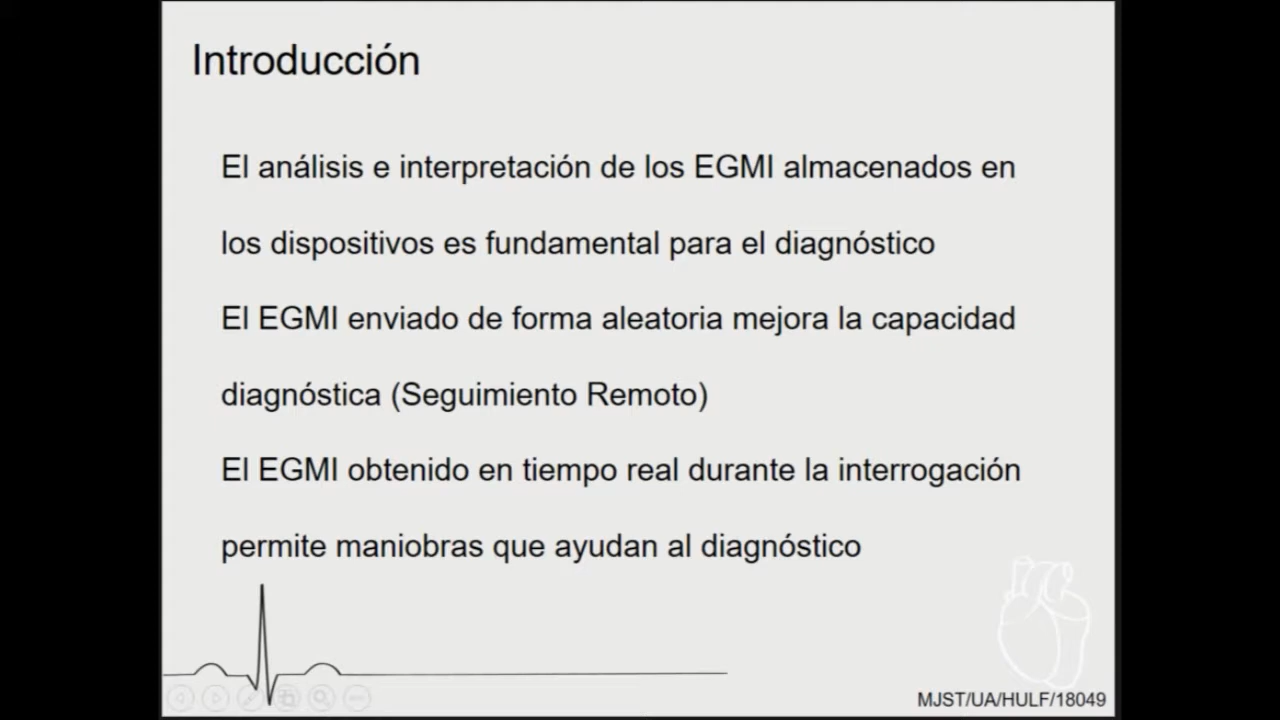 Introducción
El análisis e interpretación de los EGMI almacenados en
los dispositivos es fundamental para el diagnóstico
El EGMI enviado de forma aleatoria mejora la capacidad
diagnóstica (Seguimiento Remoto)
El EGMI obtenido en tiempo real durante la interrogación
permite maniobras que ayudan al diagnóstico
MJST/UA/HULF/18049